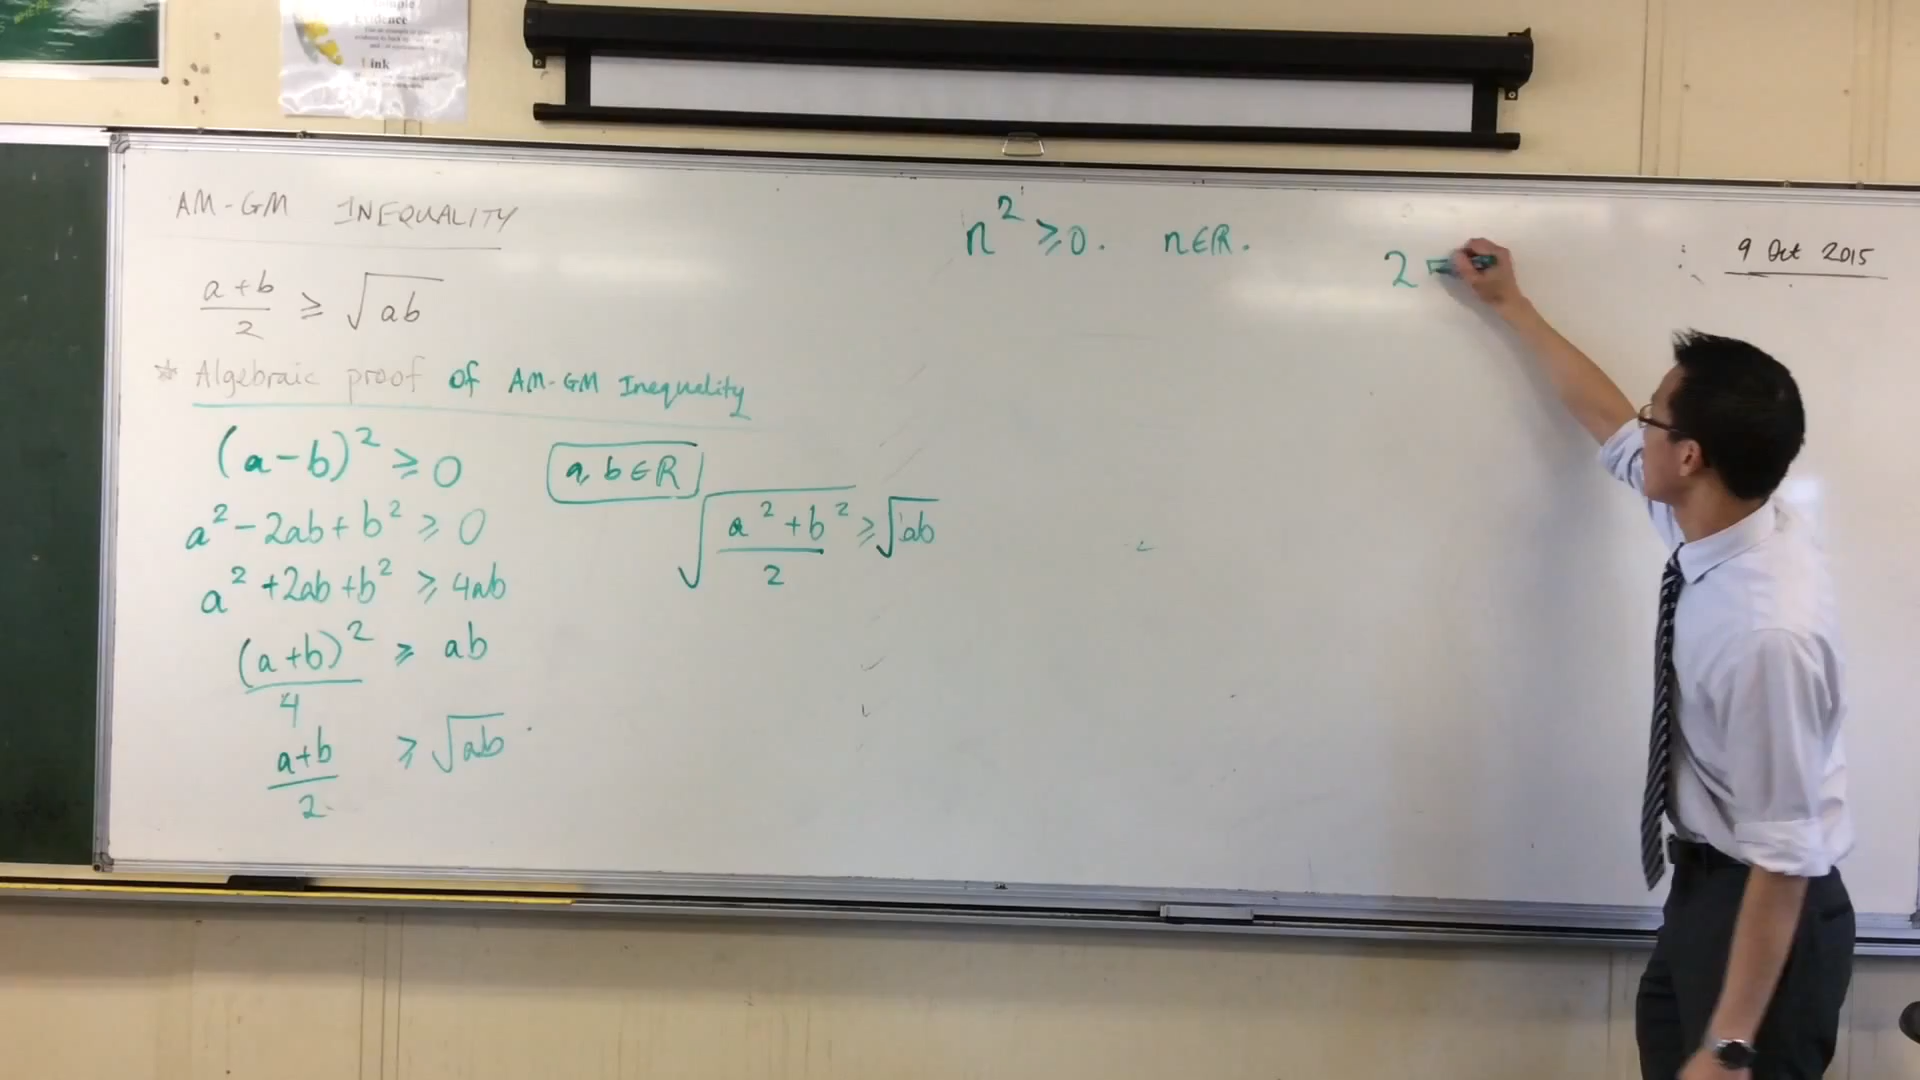 Evidence
AM-GM INEQUALITY
n² ≥ 0. n∈ℝ.
2
9 Oct 2015
a+b/2 ≥ √ab
* Algebraic proof of AM-GM Inequality
(a-b)² ≥ 0
a, b ∈ ℝ
a² - 2ab + b² ≥ 0
√a²+b²/2 ≥ √ab
a² + 2ab + b² ≥ 4ab
(a+b)²/4 ≥ ab
a+b/2 ≥ √ab